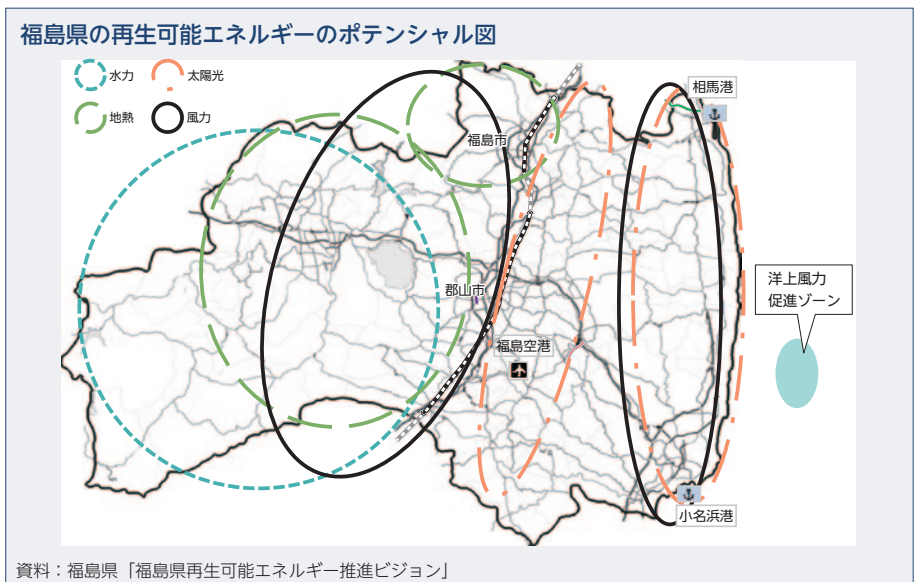 福島県の再生可能エネルギーのポテンシャル図
水力
太陽光
地熱
風力
相馬港
福島市
洋上風力
促進ゾーン
郡山市
福島空港
小名浜港
資料：福島県「福島県再生可能エネルギー推進ビジョン」